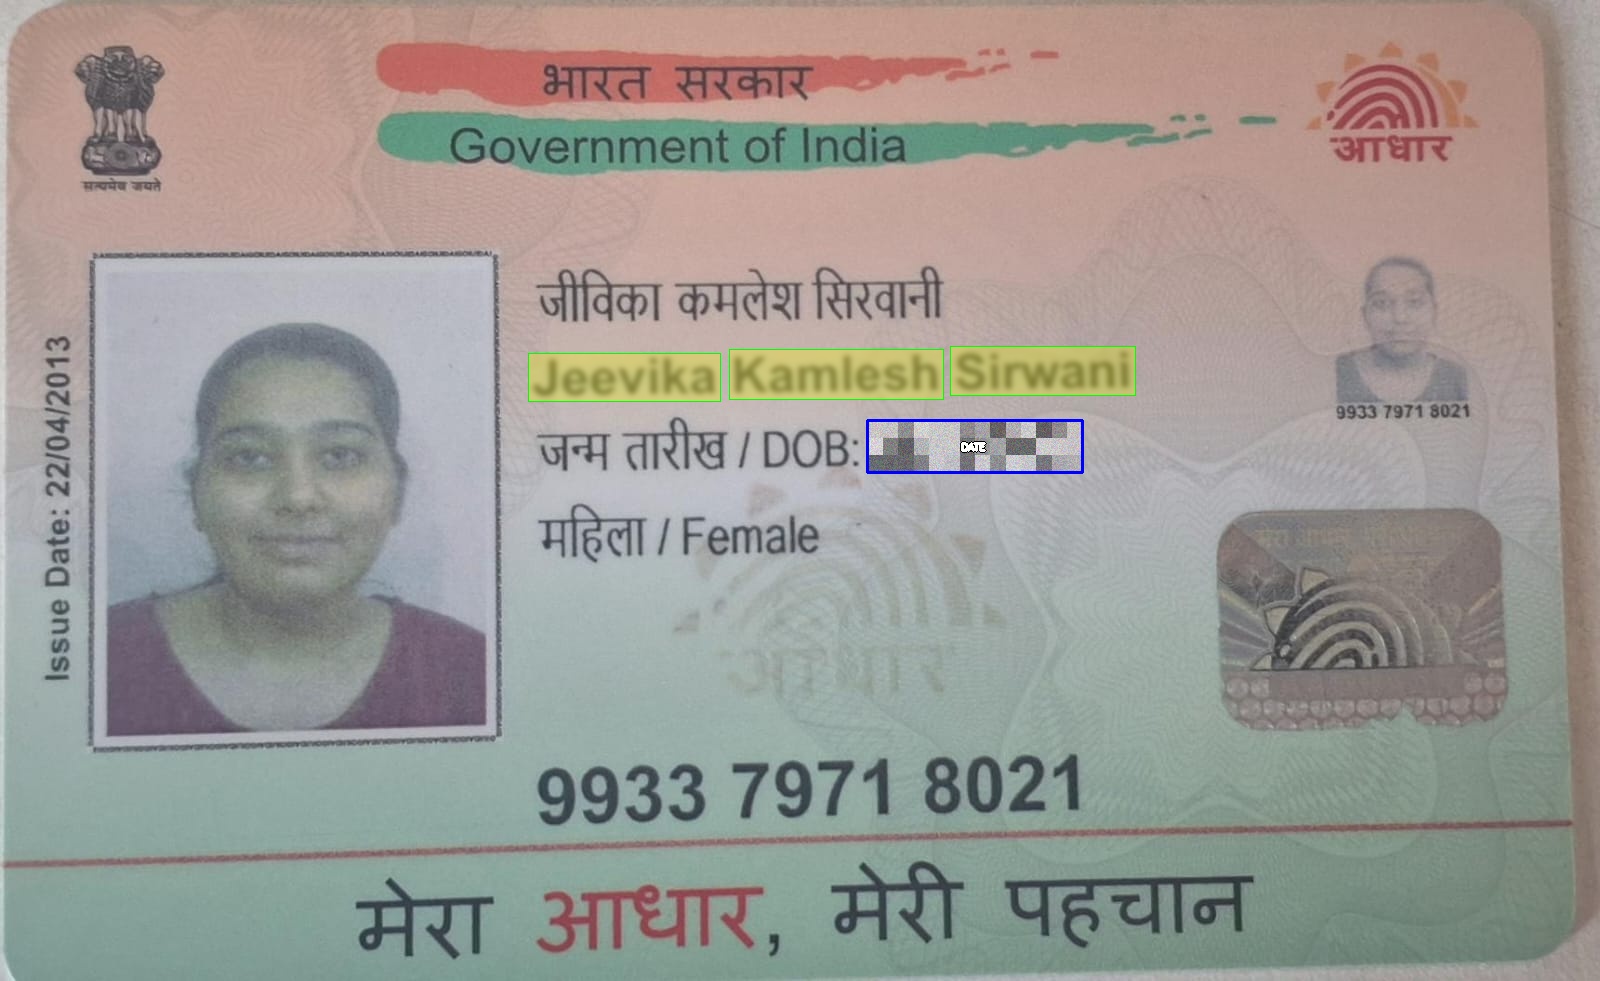 भारत सरकार
Government of India
सत्यमेव जयते
आधार
Issue Date: 22/04/2013
जीविका कमलेश सिरवानी
Jeevika Kamlesh Sirwani
जन्म तारीख / DOB: DATE
महिला / Female
9933 7971 8021
आधार
9933 7971 8021
मेरा आधार, मेरी पहचान